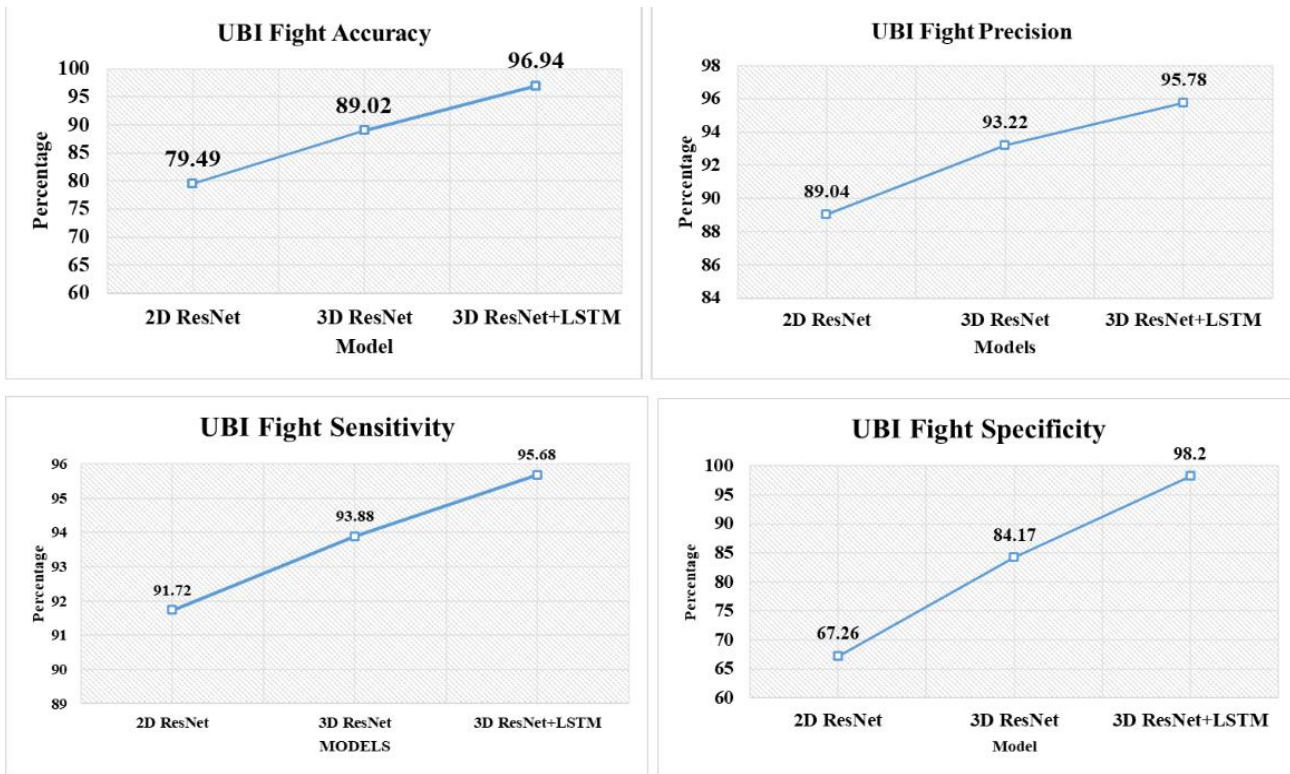 UBI Fight Accuracy
Percentage
100
95
90
85
80
75
70
65
60
79.49
89.02
96.94
2D ResNet 3D ResNet 3D ResNet+LSTM
Model
UBI Fight Precision
Percentage
98
96
94
92
90
88
86
84
89.04
93.22
95.78
2D ResNet 3D ResNet 3D ResNet+LSTM
Models
UBI Fight Sensitivity
Percentage
96
95
94
93
92
91
90
89
91.72
93.88
95.68
2D ResNet 3D ResNet 3D ResNet+LSTM
MODELS
UBI Fight Specificity
Percentage
100
95
90
85
80
75
70
65
60
67.26
84.17
98.2
2D ResNet 3D ResNet 3D ResNet+LSTM
Model